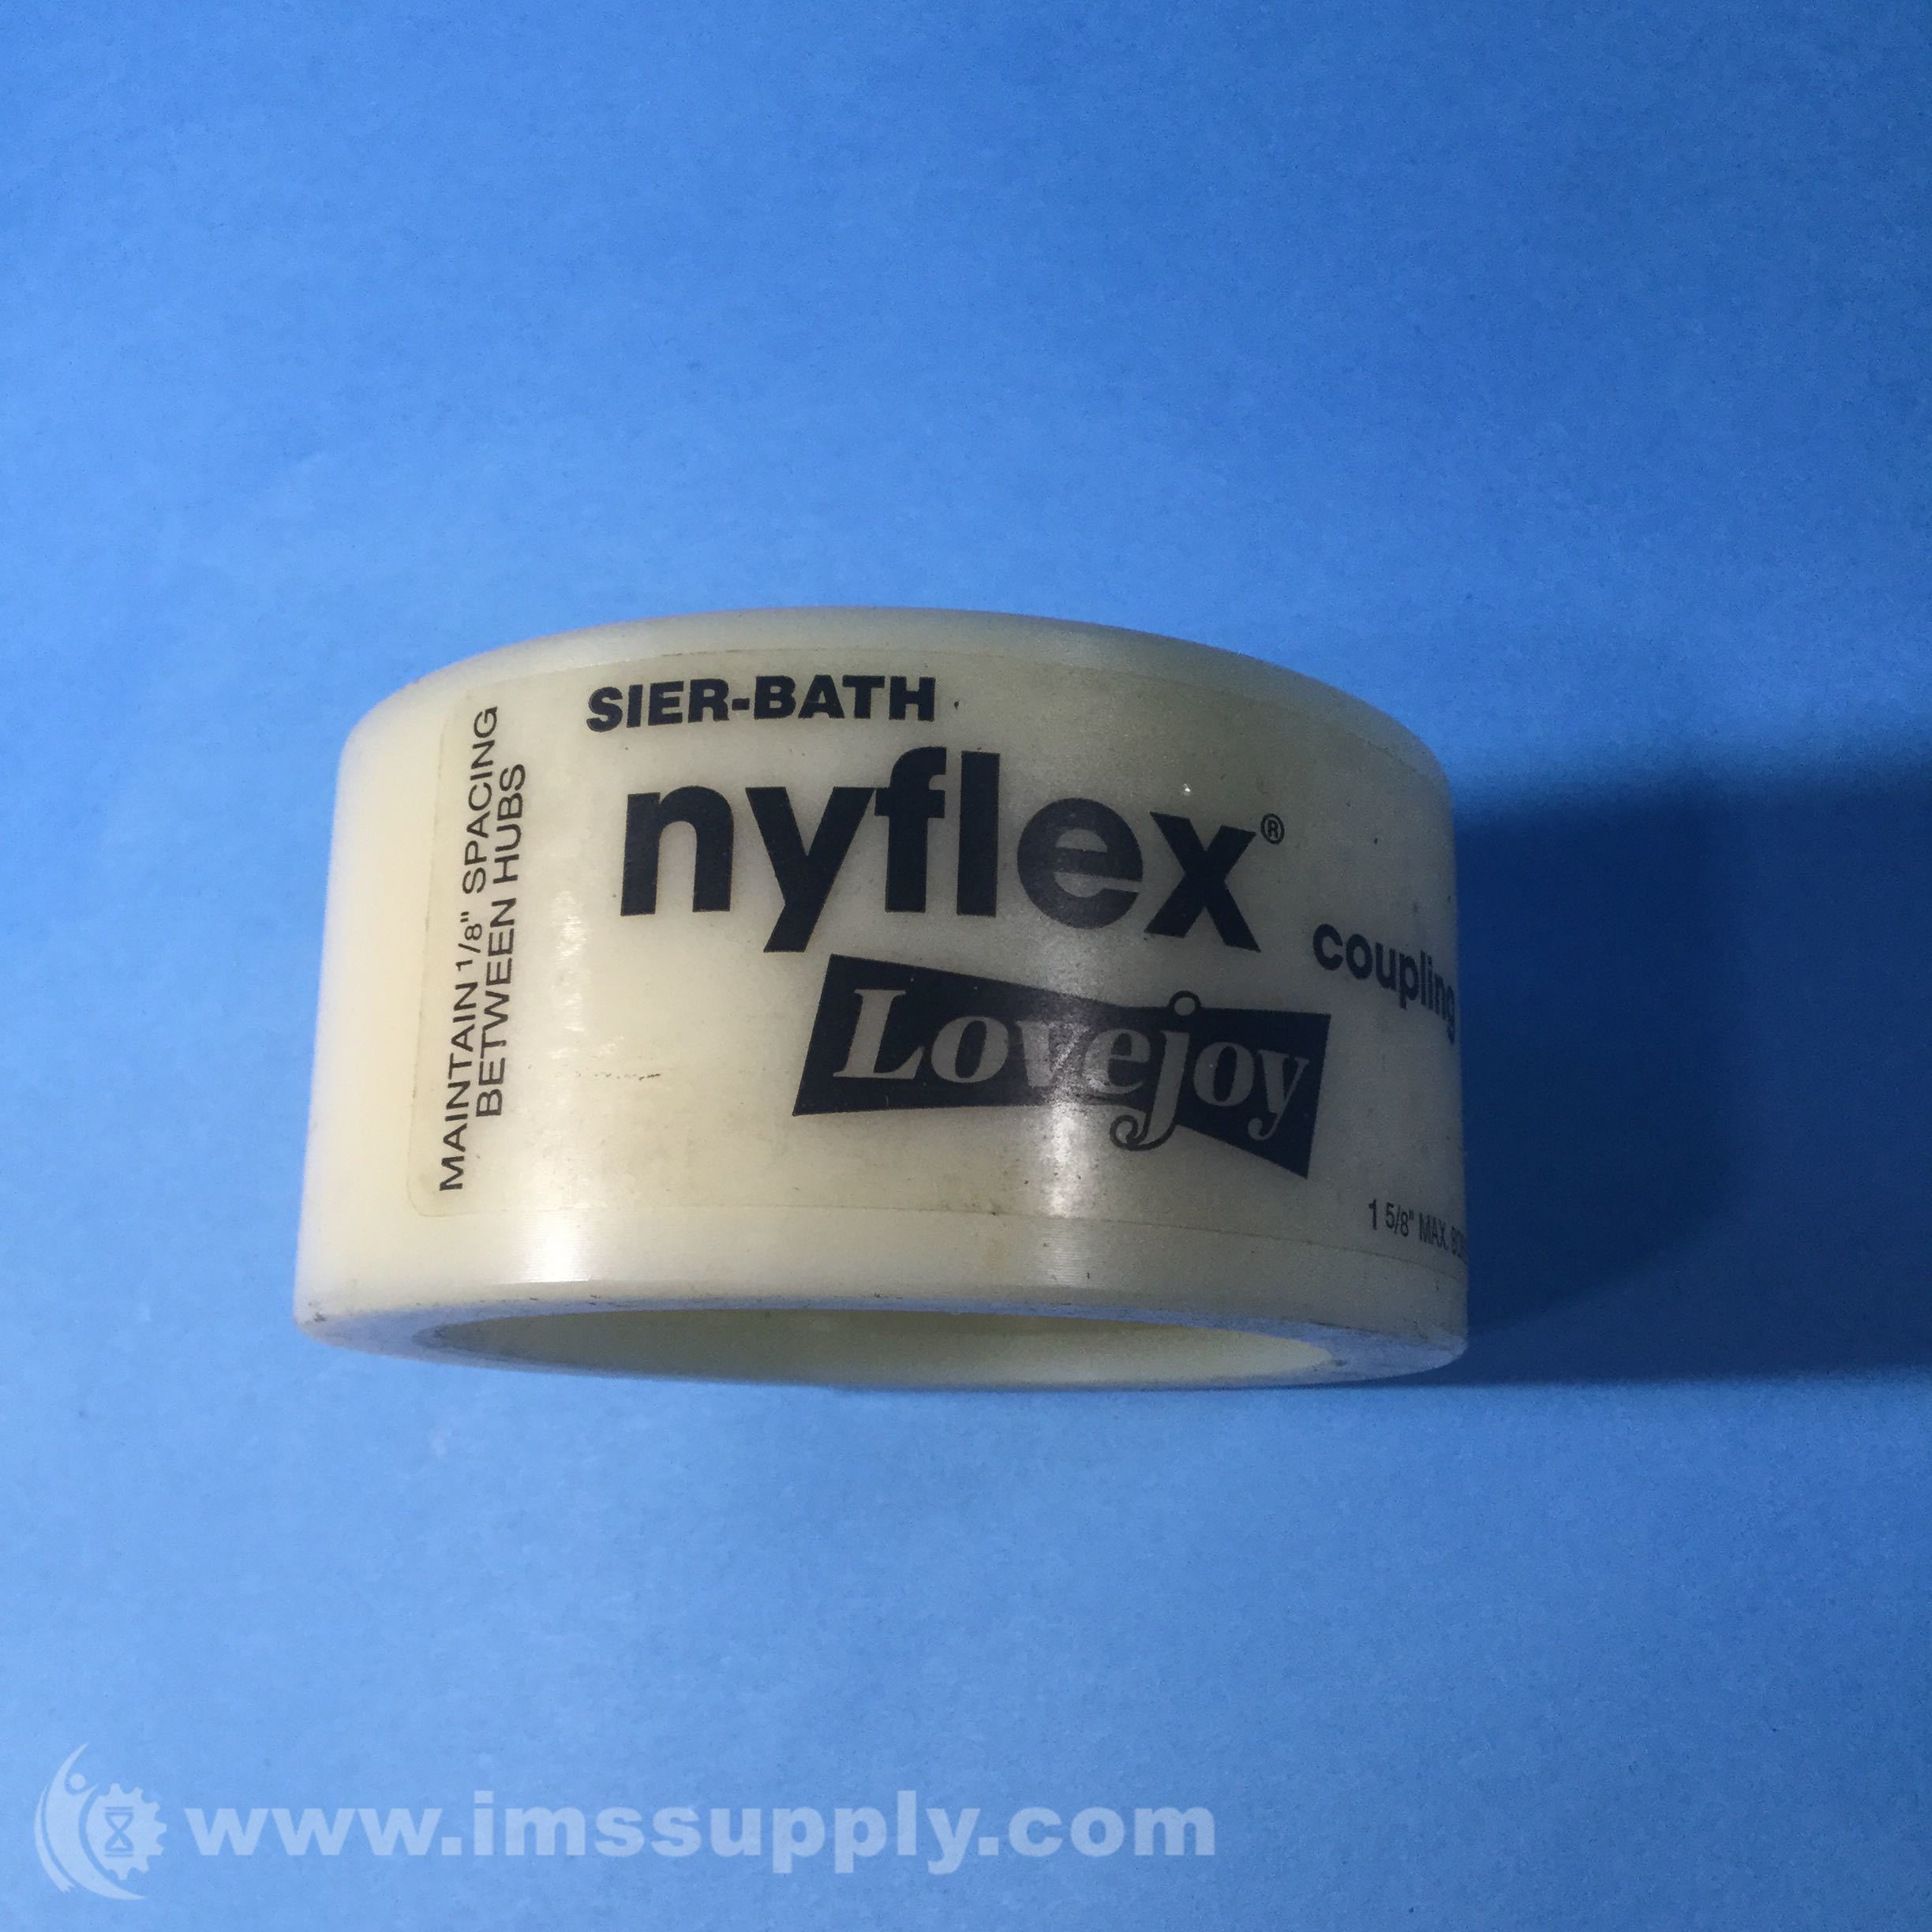 SIER-BATH
nyflex®
coupling
Lovejoy
MAINTAIN 1/8" SPACING
BETWEEN HUBS
1 5/8" MAX.
www.imssupply.com